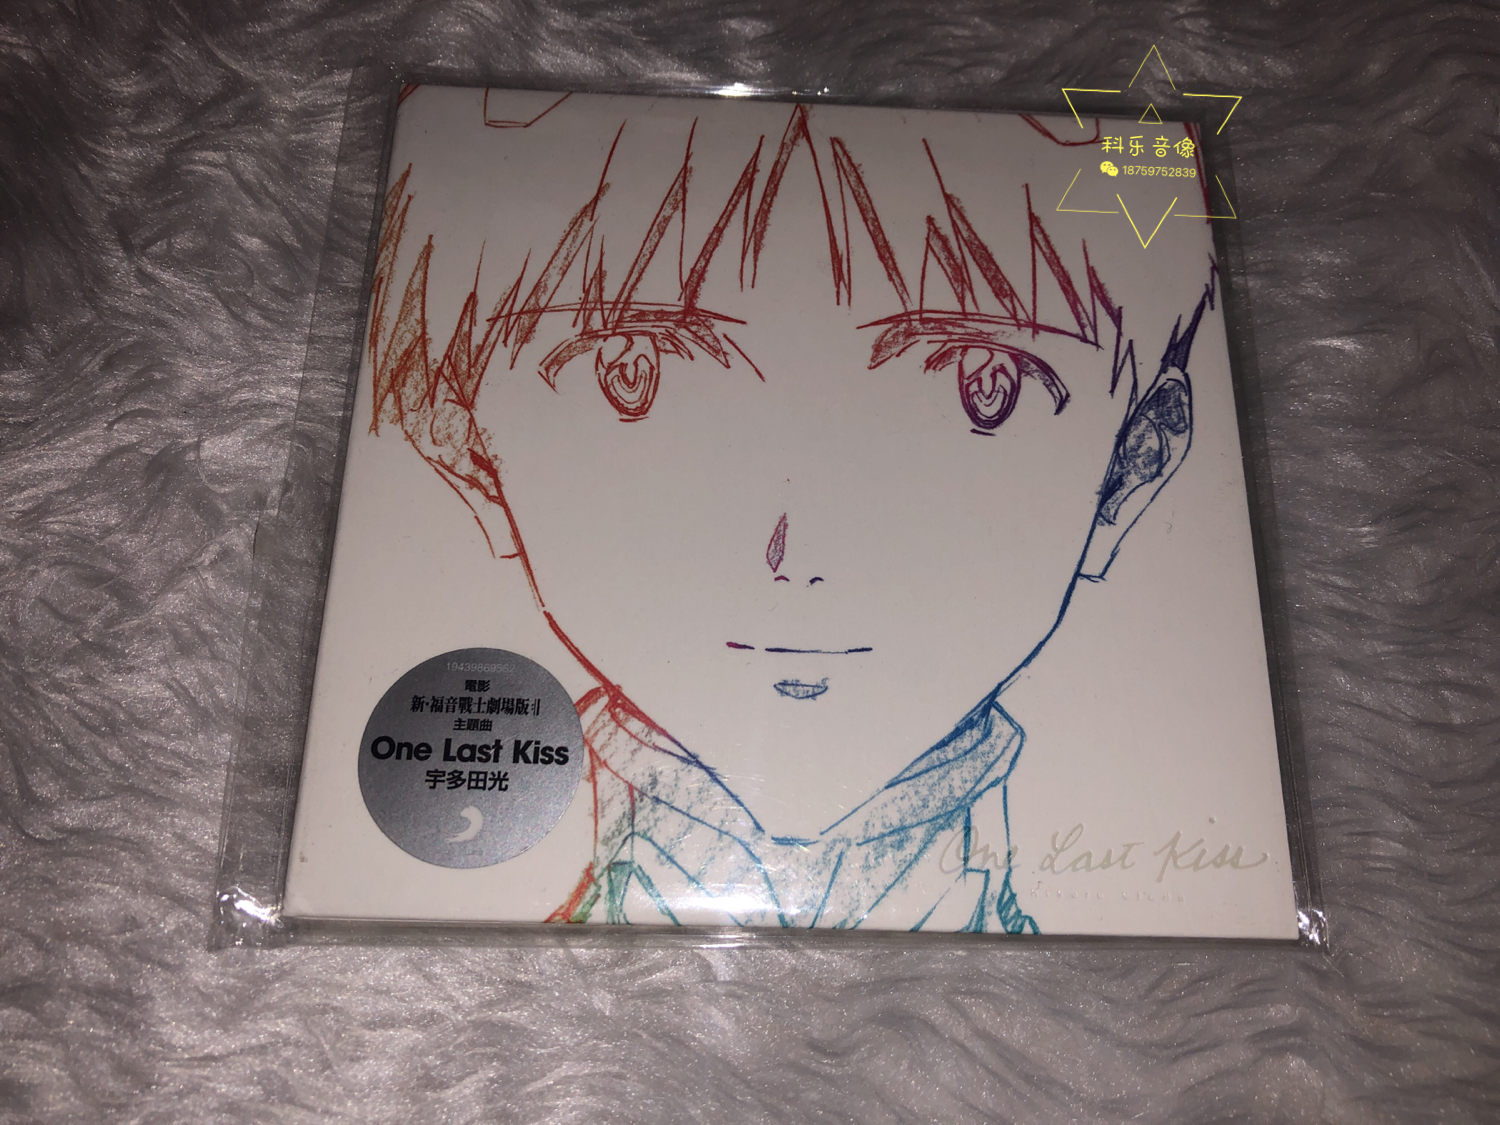 科乐音像
18759752839
19439869562
電影
新·福音戰士劇場版
主題曲
One Last Kiss
宇多田光
One Last Kiss